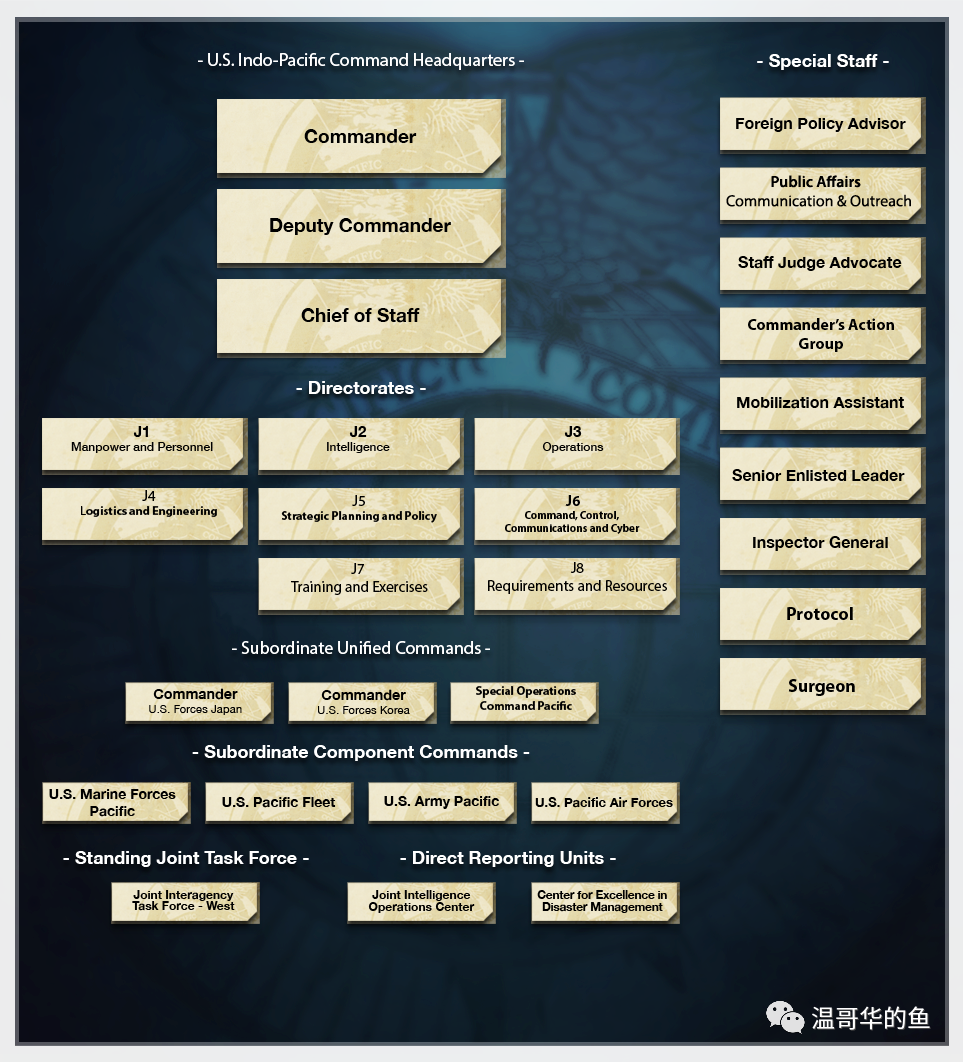 - U.S. Indo-Pacific Command Headquarters -
Commander
Deputy Commander
Chief of Staff
- Directorates -
J1
Manpower and Personnel
J2
Intelligence
J3
Operations
J4
Logistics and Engineering
J5
Strategic Planning and Policy
J6
Command, Control,
Communications and Cyber
J7
Training and Exercises
J8
Requirements and Resources
- Subordinate Unified Commands -
Commander
U.S. Forces Japan
Commander
U.S. Forces Korea
Special Operations
Command Pacific
- Subordinate Component Commands -
U.S. Marine Forces
Pacific
U.S. Pacific Fleet
U.S. Army Pacific
U.S. Pacific Air Forces
- Standing Joint Task Force -
Joint Interagency
Task Force - West
- Direct Reporting Units -
Joint Intelligence
Operations Center
Center for Excellence in
Disaster Management
- Special Staff -
Foreign Policy Advisor
Public Affairs
Communication & Outreach
Staff Judge Advocate
Commander’s Action
Group
Mobilization Assistant
Senior Enlisted Leader
Inspector General
Protocol
Surgeon
温哥华的鱼